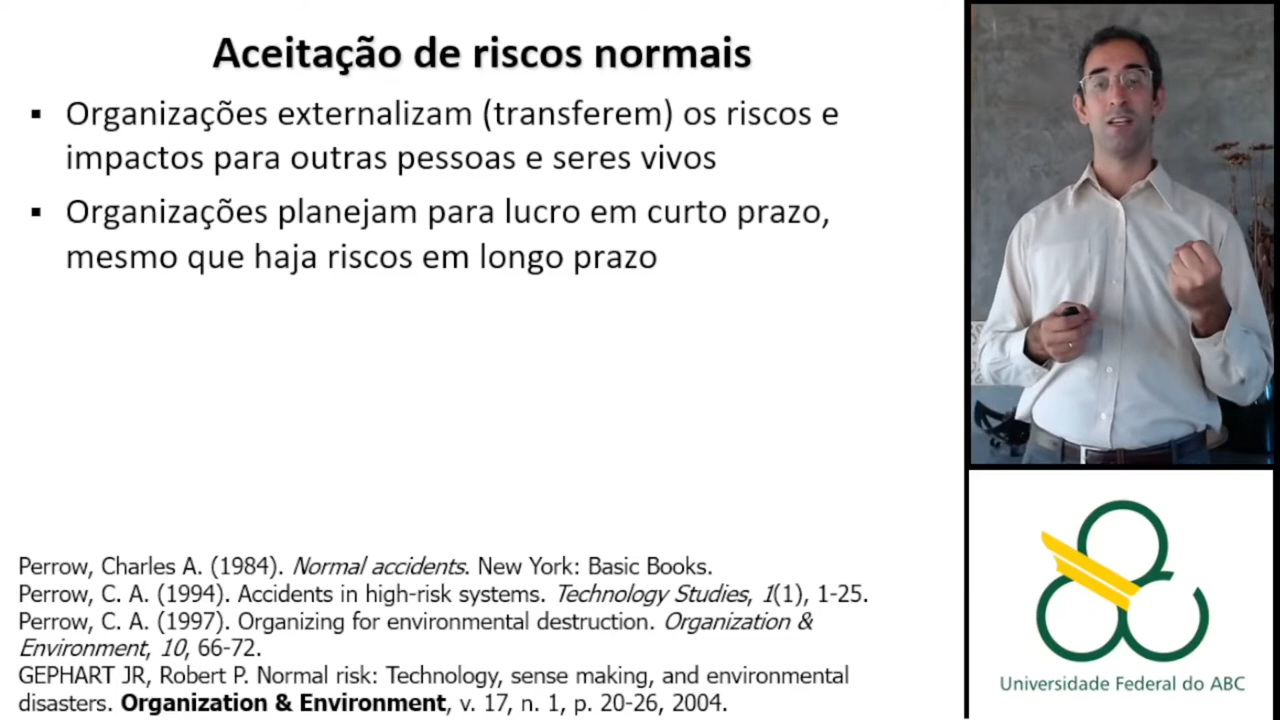 Aceitação de riscos normais
▪ Organizações externalizam (transferem) os riscos e
impactos para outras pessoas e seres vivos
▪ Organizações planejam para lucro em curto prazo,
mesmo que haja riscos em longo prazo
Perrow, Charles A. (1984). Normal accidents. New York: Basic Books.
Perrow, C. A. (1994). Accidents in high-risk systems. Technology Studies, 1(1), 1-25.
Perrow, C. A. (1997). Organizing for environmental destruction. Organization &
Environment, 10, 66-72.
GEPHART JR, Robert P. Normal risk: Technology, sense making, and environmental
disasters. Organization & Environment, v. 17, n. 1, p. 20-26, 2004.
Universidade Federal do ABC